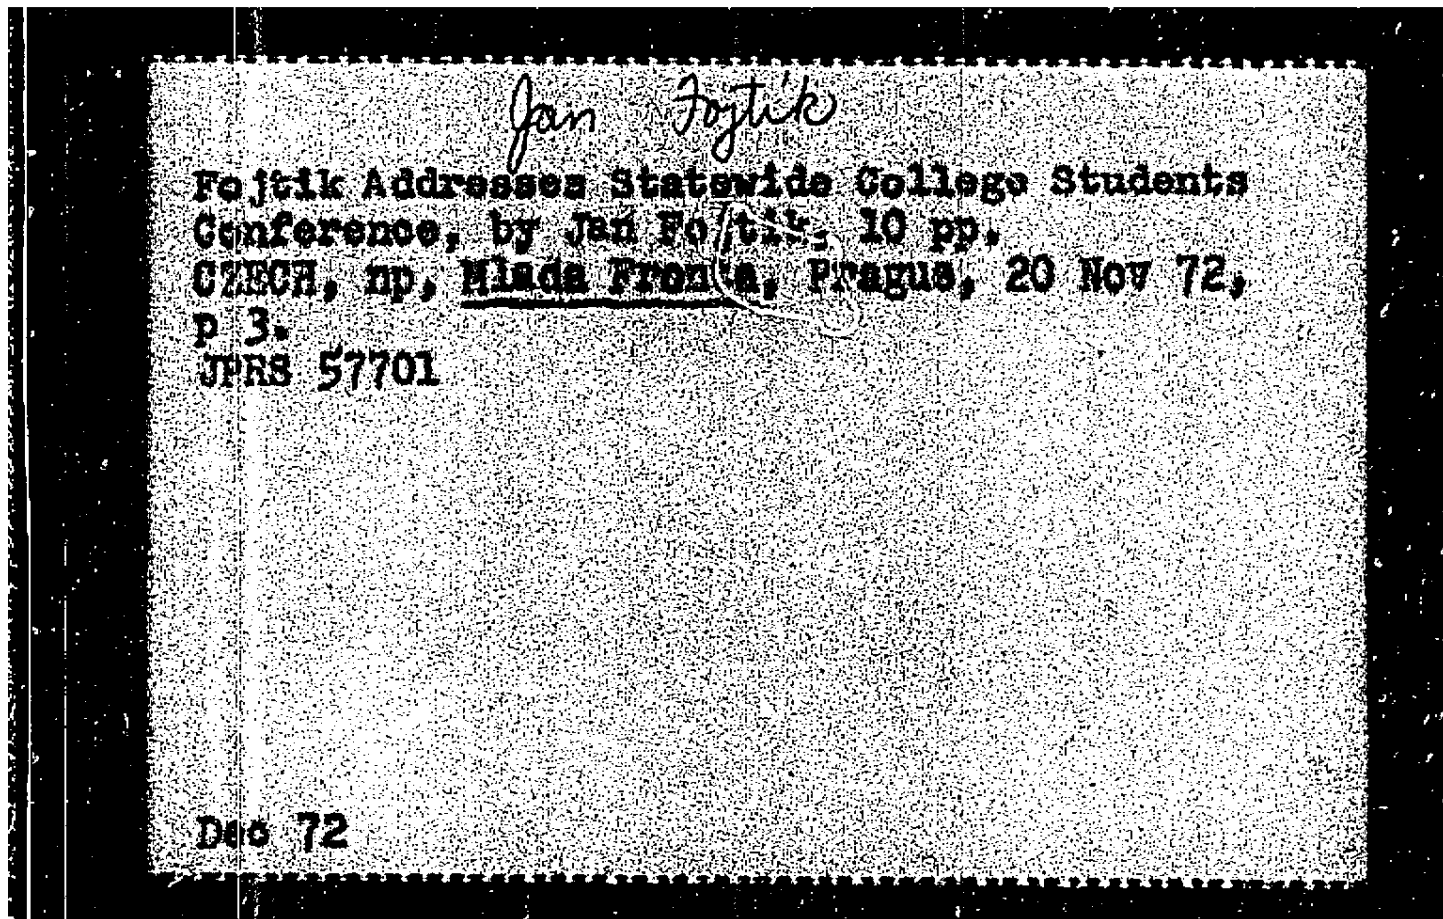 Jan Fojtik
Fojtik Addresses Statewide College Students
Conference, by Jan Fojtik, 10 pp.
CZECH, np, Mlada Fronta, Prague, 20 Nov 72,
p 3.
JPRS 57701
Dec 72